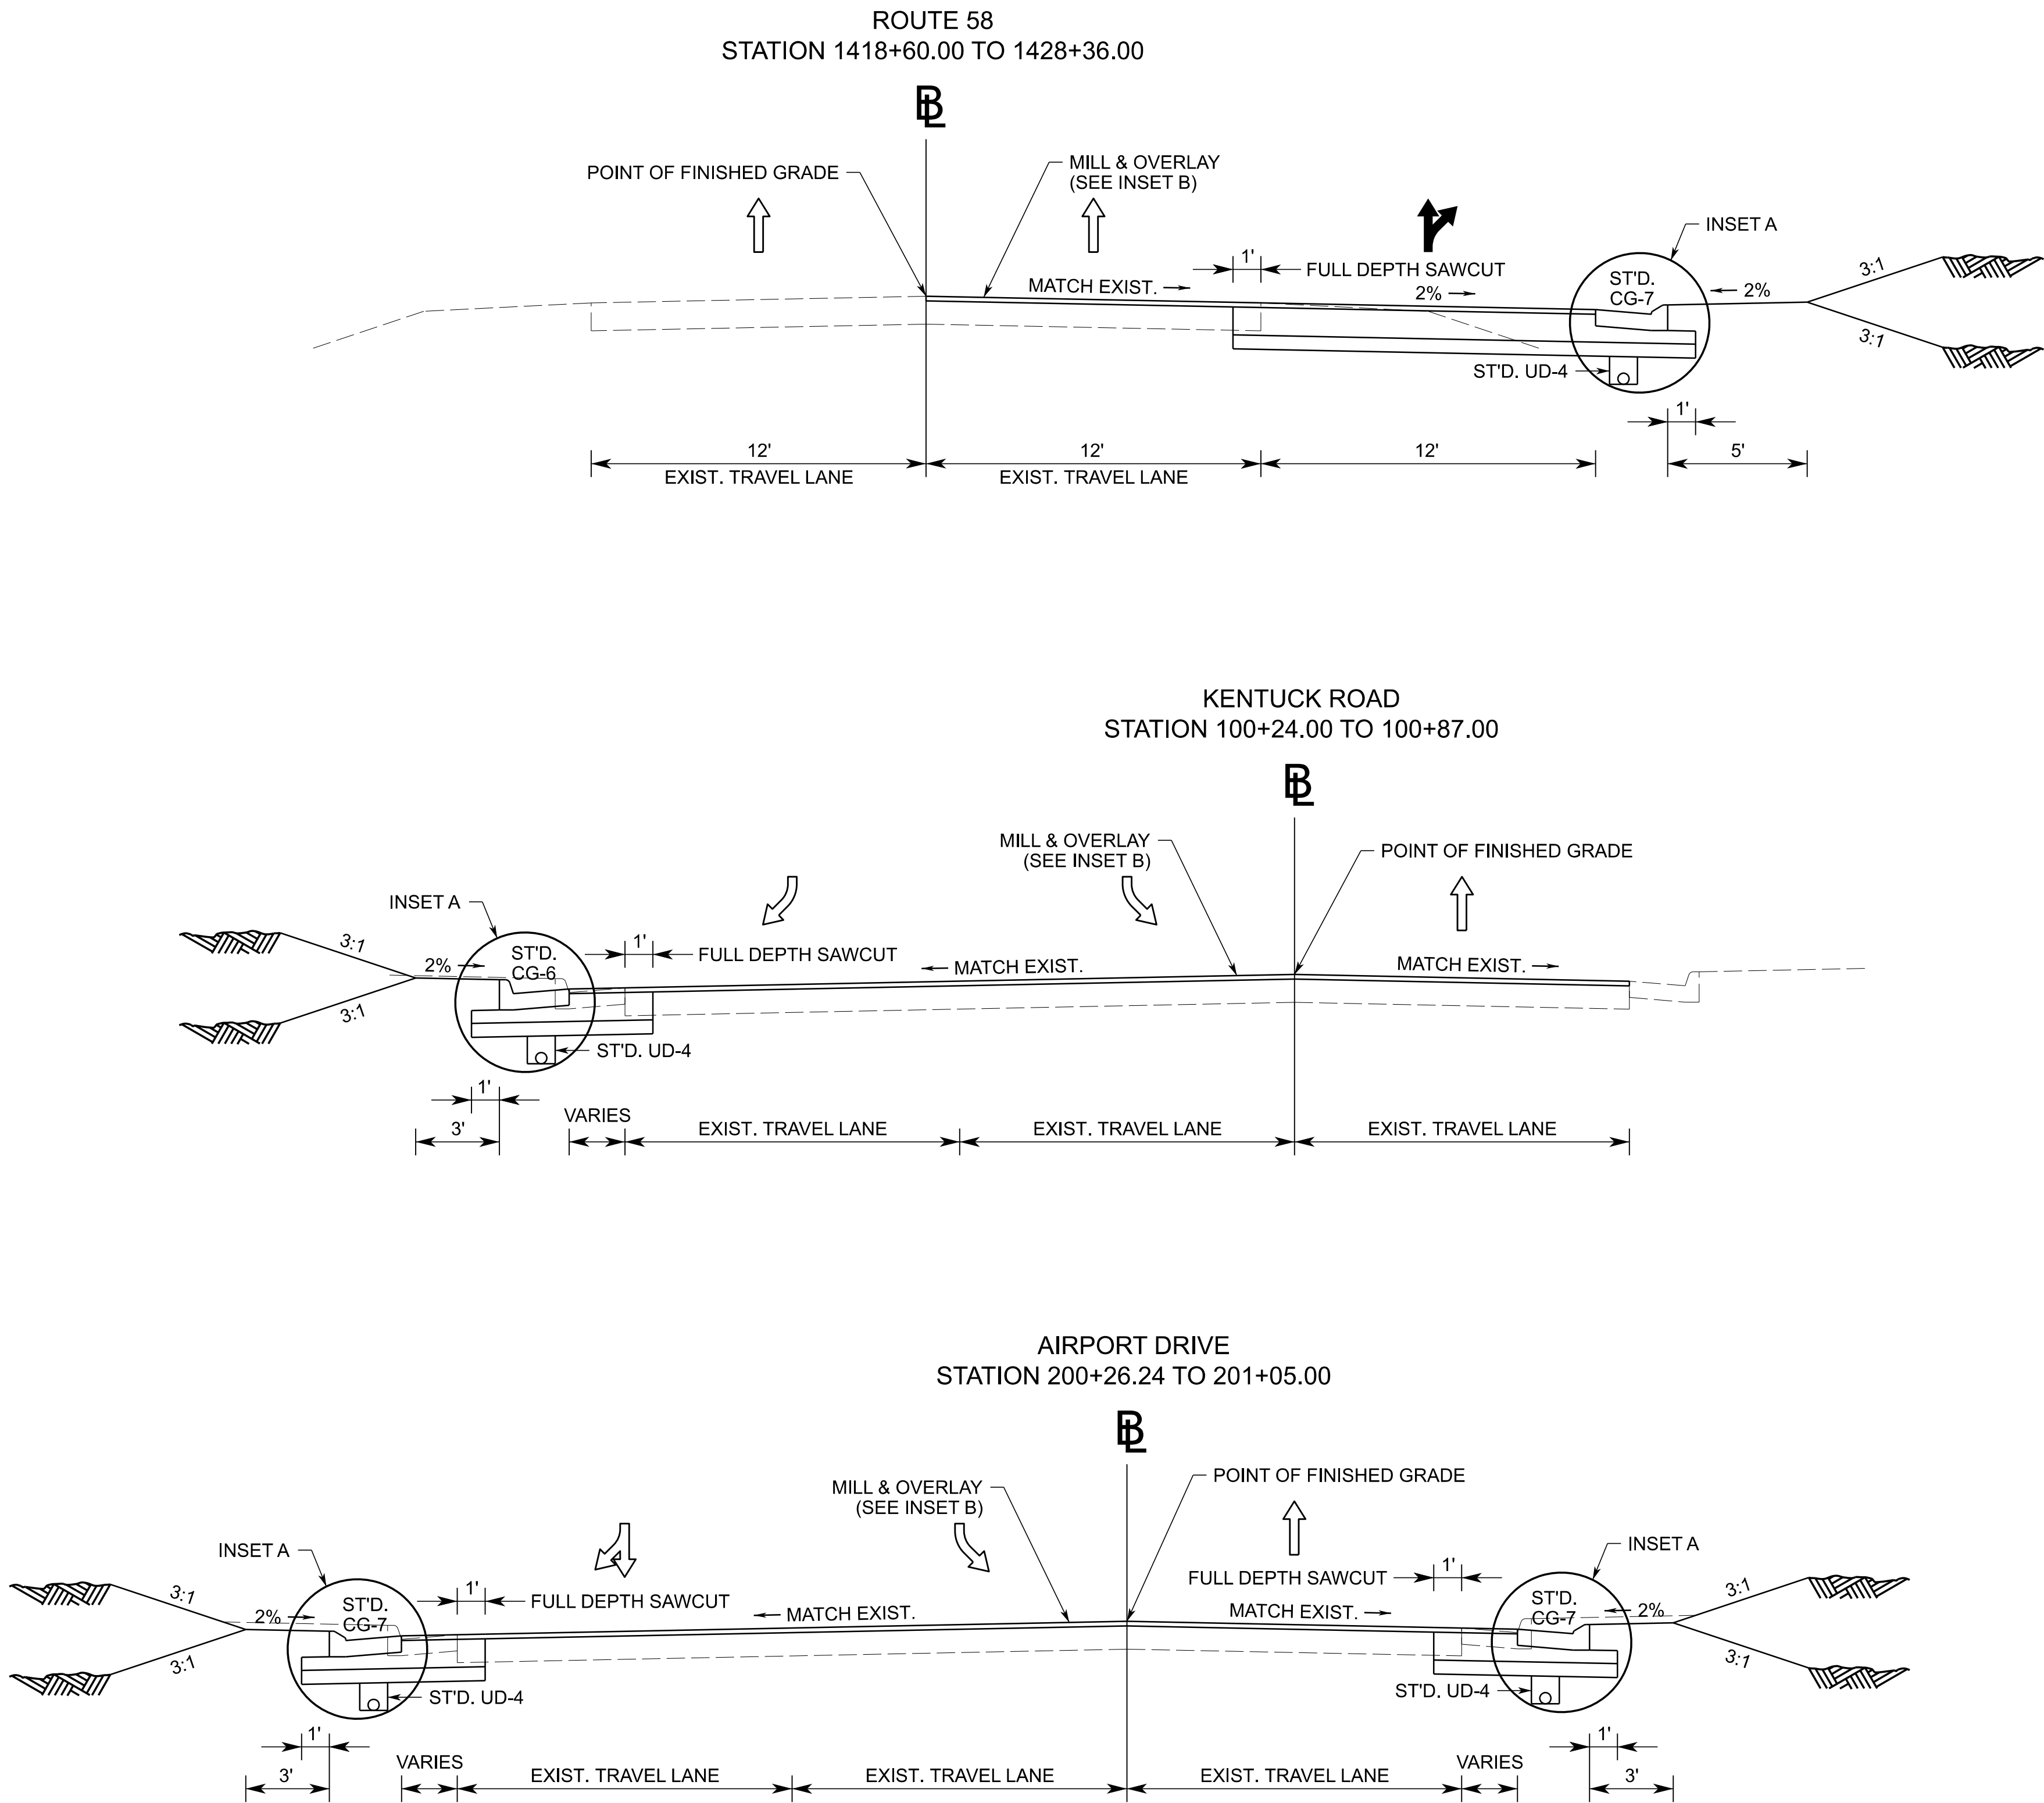 ROUTE 58
STATION 1418+60.00 TO 1428+36.00
BL
POINT OF FINISHED GRADE
MILL & OVERLAY
(SEE INSET B)
INSET A
1'
FULL DEPTH SAWCUT
MATCH EXIST.
2%
ST'D.
CG-7
2%
3:1
3:1
ST'D. UD-4
1'
12'
12'
12'
5'
EXIST. TRAVEL LANE
EXIST. TRAVEL LANE
KENTUCK ROAD
STATION 100+24.00 TO 100+87.00
BL
MILL & OVERLAY
(SEE INSET B)
POINT OF FINISHED GRADE
INSET A
3:1
2%
ST'D.
CG-6
1'
FULL DEPTH SAWCUT
MATCH EXIST.
MATCH EXIST.
3:1
ST'D. UD-4
1'
VARIES
3'
EXIST. TRAVEL LANE
EXIST. TRAVEL LANE
EXIST. TRAVEL LANE
AIRPORT DRIVE
STATION 200+26.24 TO 201+05.00
BL
MILL & OVERLAY
(SEE INSET B)
POINT OF FINISHED GRADE
INSET A
INSET A
3:1
2%
ST'D.
CG-7
1'
FULL DEPTH SAWCUT
MATCH EXIST.
FULL DEPTH SAWCUT
1'
MATCH EXIST.
ST'D.
CG-7
2%
3:1
3:1
3:1
ST'D. UD-4
ST'D. UD-4
1'
1'
VARIES
VARIES
3'
EXIST. TRAVEL LANE
EXIST. TRAVEL LANE
EXIST. TRAVEL LANE
3'